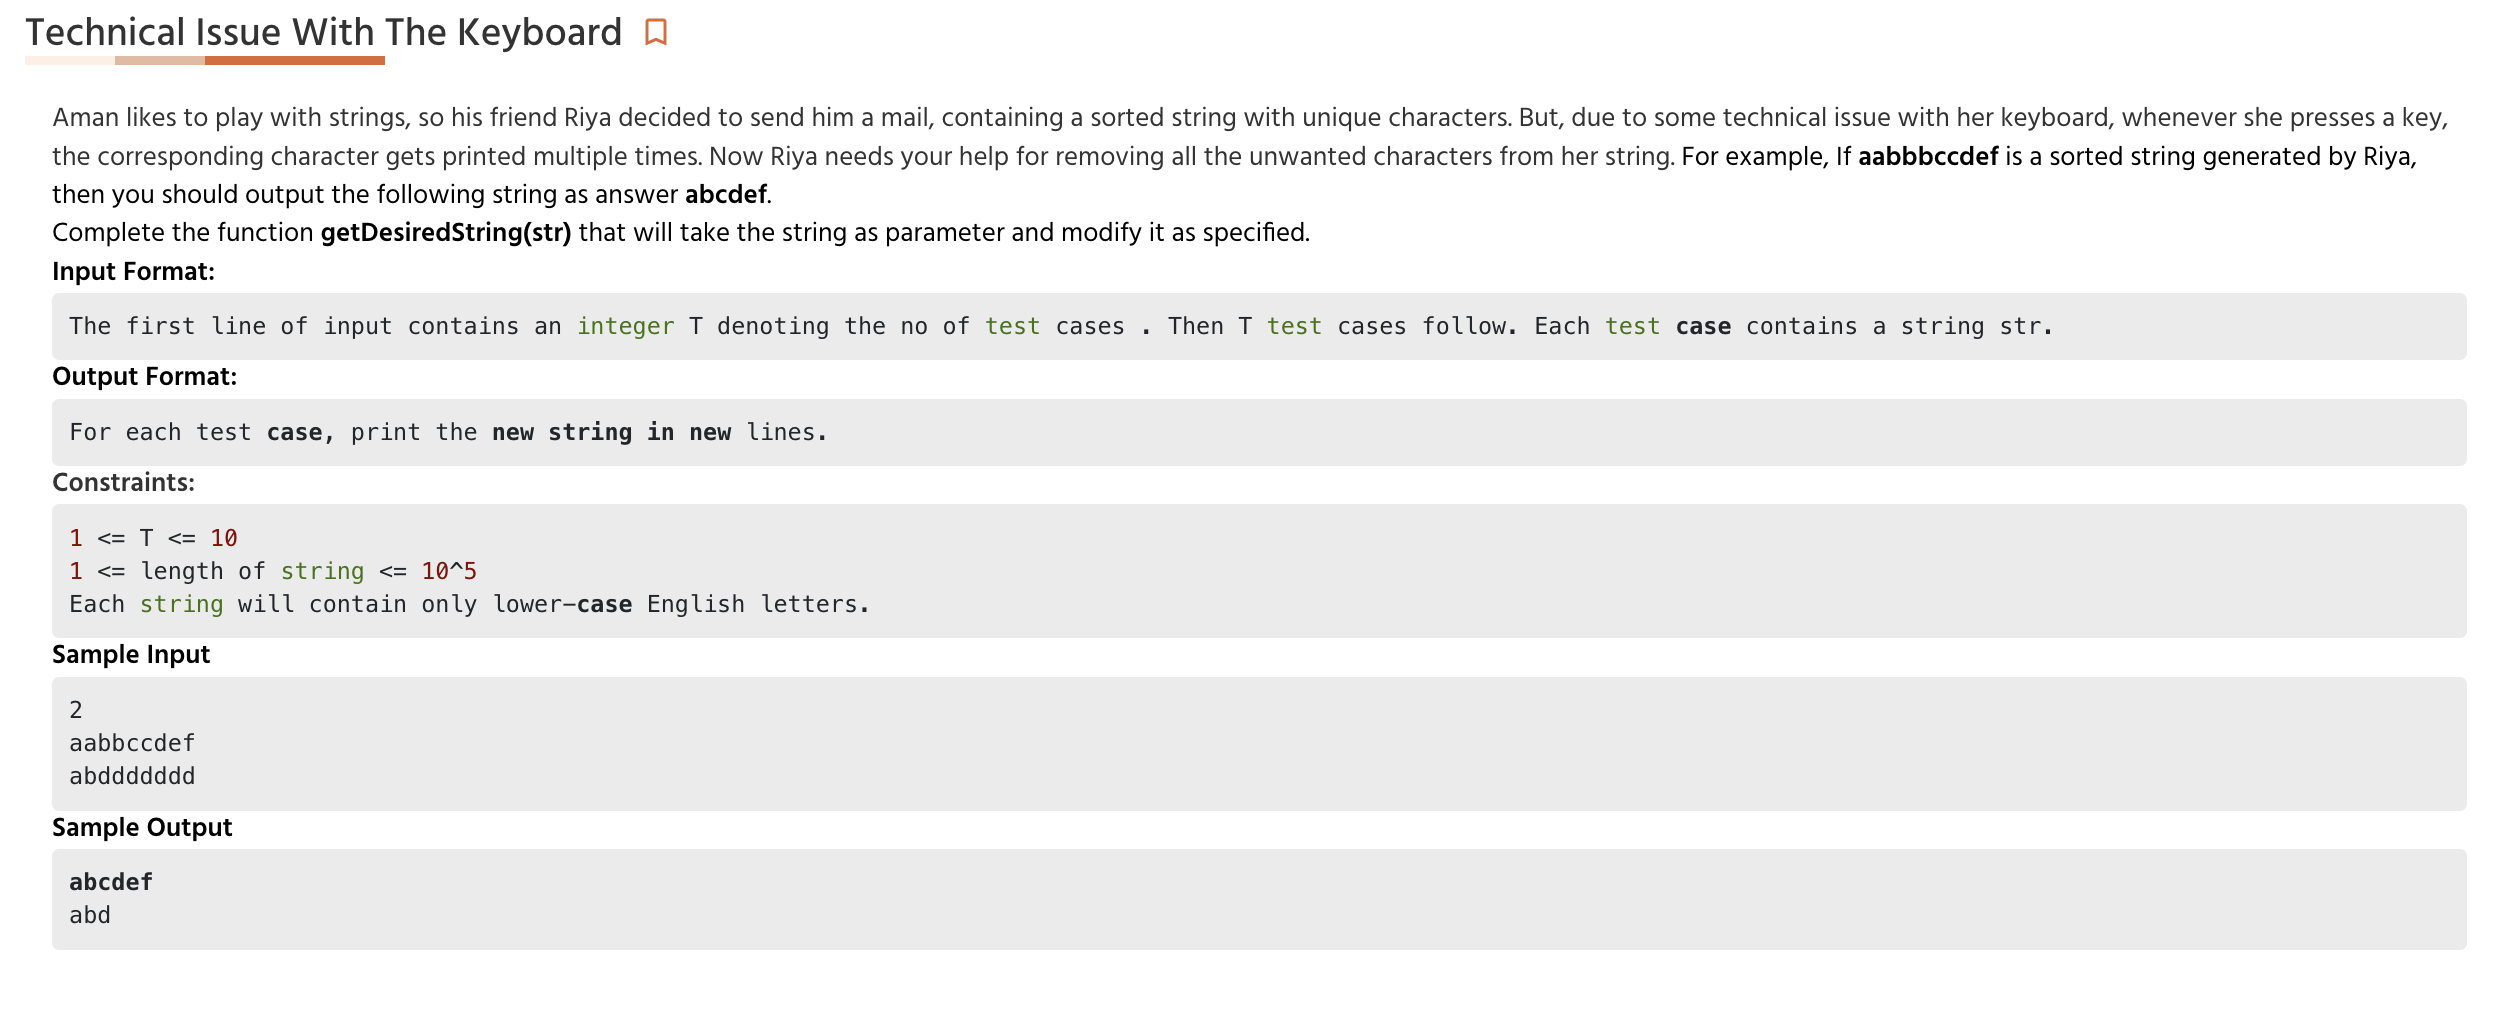 Technical Issue With The Keyboard
Aman likes to play with strings, so his friend Riya decided to send him a mail, containing a sorted string with unique characters. But, due to some technical issue with her keyboard, whenever she presses a key,
the corresponding character gets printed multiple times. Now Riya needs your help for removing all the unwanted characters from her string. For example, If aabbbccdef is a sorted string generated by Riya,
then you should output the following string as answer abcdef.
Complete the function getDesiredString(str) that will take the string as parameter and modify it as specified.
Input Format:
The first line of input contains an integer T denoting the no of test cases . Then T test cases follow. Each test case contains a string str.
Output Format:
For each test case, print the new string in new lines.
Constraints:
1 <= T <= 10
1 <= length of string <= 10^5
Each string will contain only lower-case English letters.
Sample Input
2
aabbccdef
abddddddd
Sample Output
abcdef
abd